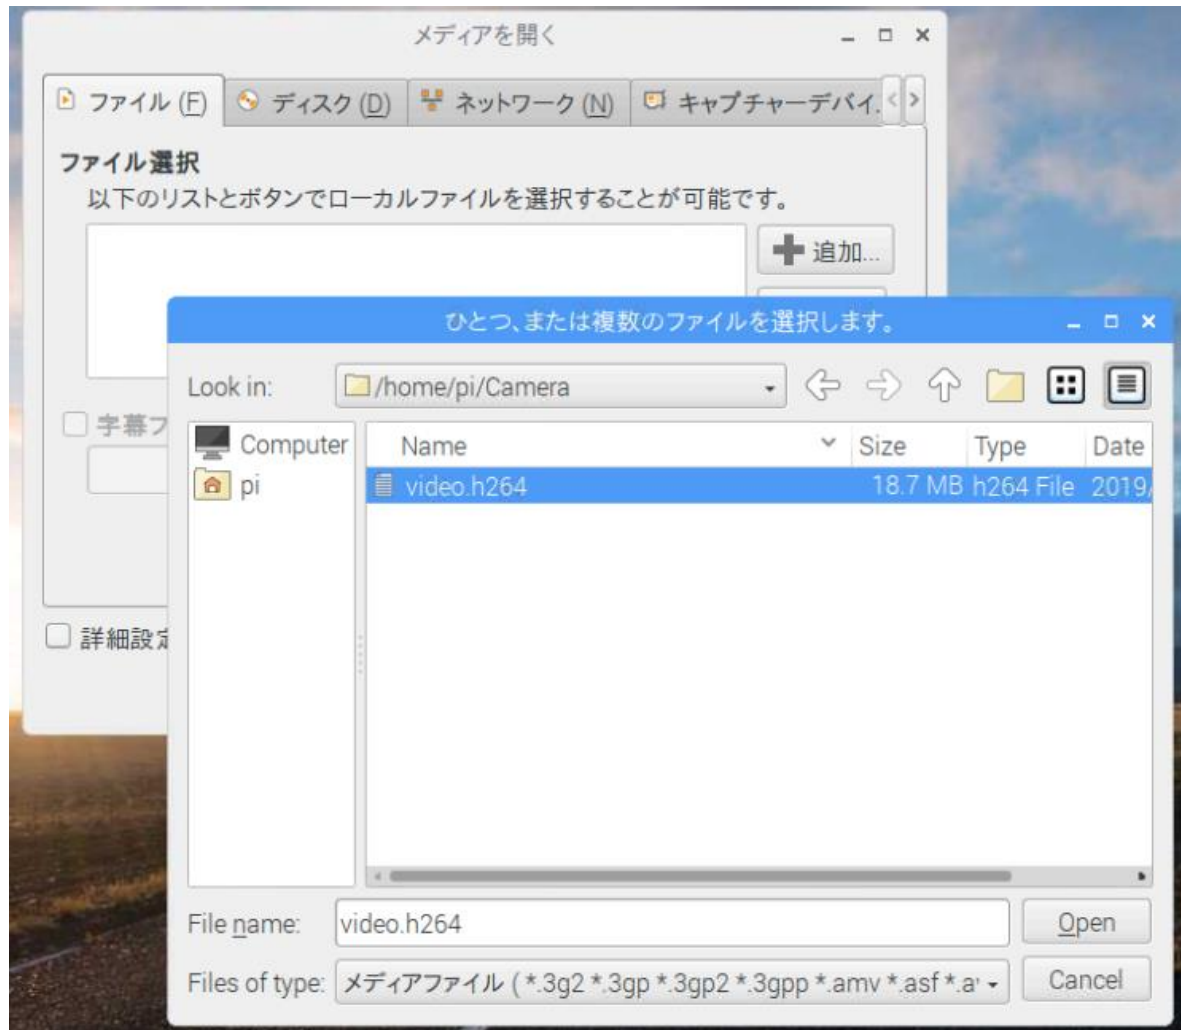 メディアを開く
ファイル (F) ディスク (D) ネットワーク (N) キャプチャーデバイ
ファイル選択
以下のリストとボタンでローカルファイルを選択することが可能です。
追加...
ひとつ、または複数のファイルを選択します。
Look in: /home/pi/Camera
字幕フ
Computer
pi
Name Size Type Date
video.h264 18.7 MB h264 File 2019/
詳細設定
File name: video.h264 Open
Files of type: メディアファイル ( *.3g2 *.3gp *.3gp2 *.3gpp *.amv *.asf *.a Cancel